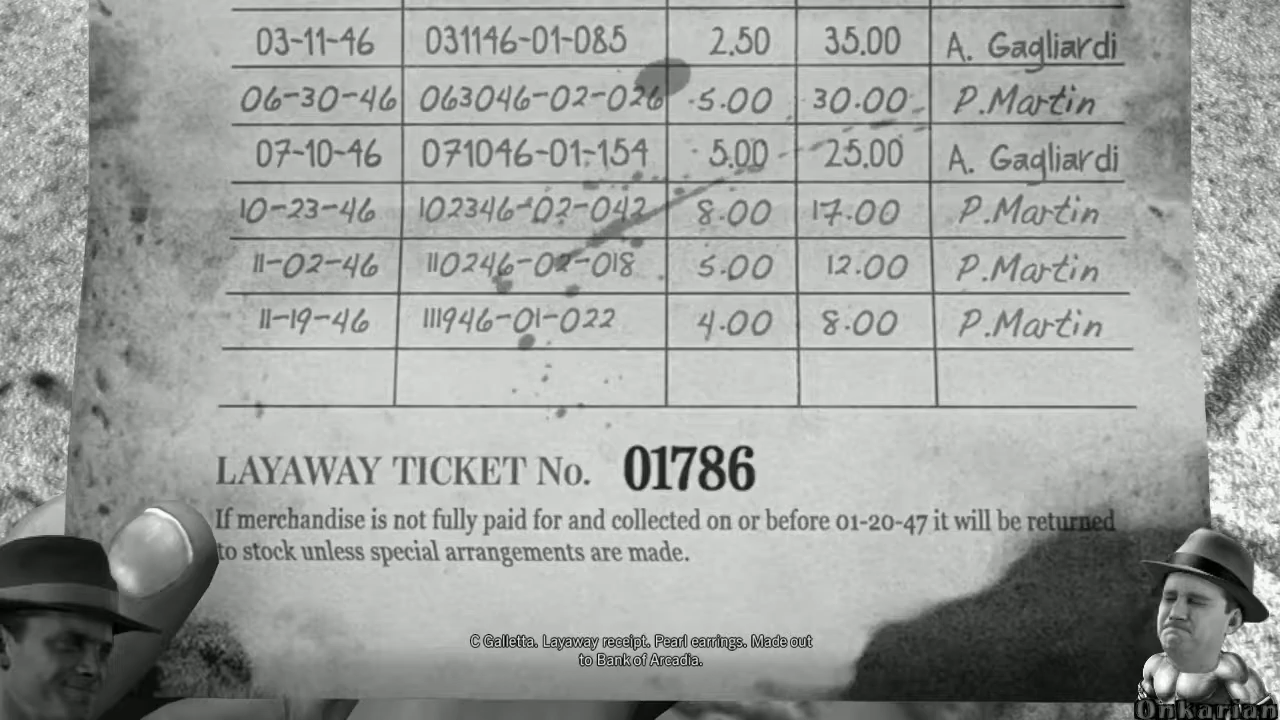 03-11-46 031146-01-085 2.50 35.00 A. Gagliardi
06-30-46 063046-02-026 5.00 30.00 P.Martin
07-10-46 071046-01-154 5.00 25.00 A. Gagliardi
10-23-46 102346-02-042 8.00 17.00 P.Martin
11-02-46 110246-02-018 5.00 12.00 P.Martin
11-19-46 111946-01-022 4.00 8.00 P.Martin
LAYAWAY TICKET No. 01786
If merchandise is not fully paid for and collected on or before 01-20-47 it will be returned
to stock unless special arrangements are made.
C Galletta. Layaway receipt. Pearl earrings. Made out
to Bank of Arcadia.
Onkarian